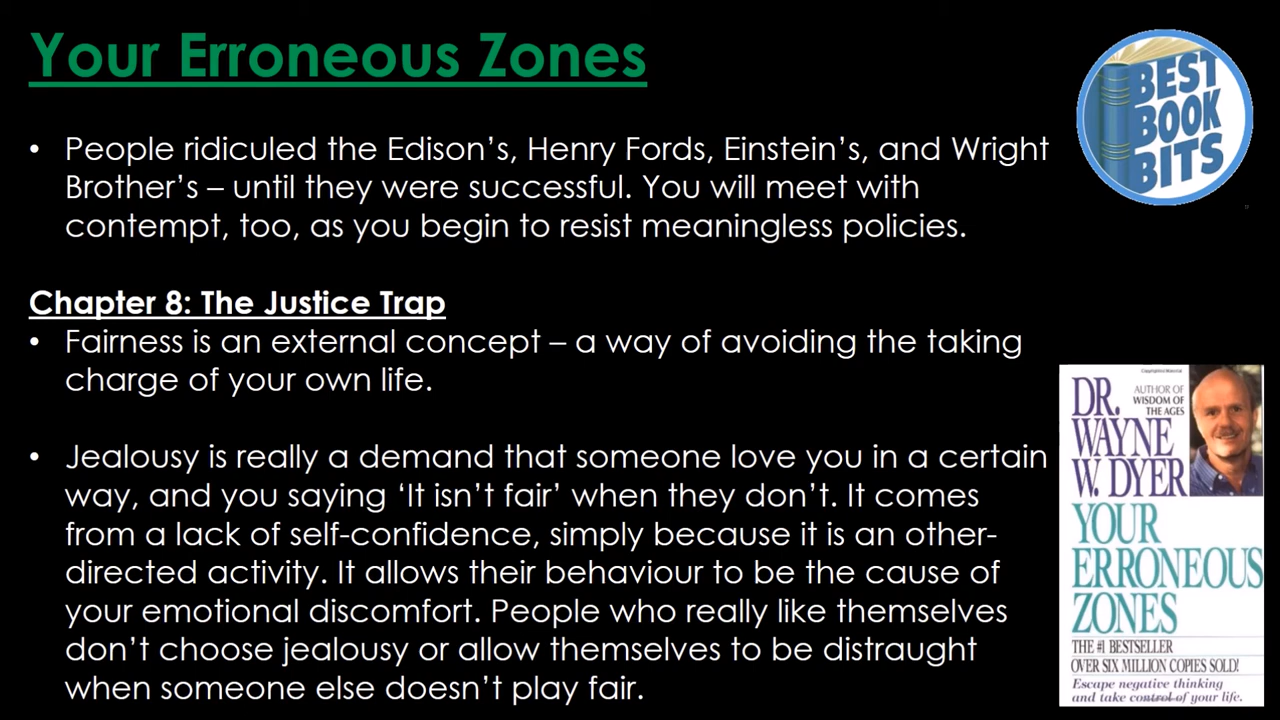 Your Erroneous Zones
BEST
BOOK
BITS
• People ridiculed the Edison's, Henry Fords, Einstein's, and Wright
Brother's – until they were successful. You will meet with
contempt, too, as you begin to resist meaningless policies.
Chapter 8: The Justice Trap
• Fairness is an external concept – a way of avoiding the taking
charge of your own life.
• Jealousy is really a demand that someone love you in a certain
way, and you saying ‘It isn't fair’ when they don't. It comes
from a lack of self-confidence, simply because it is an other-
directed activity. It allows their behaviour to be the cause of
your emotional discomfort. People who really like themselves
don't choose jealousy or allow themselves to be distraught
when someone else doesn't play fair.
Copyrighted Material
DR.
WAYNE
W. DYER
AUTHOR OF
WISDOM OF
THE AGES
YOUR
ERRONEOUS
ZONES
THE #1 BESTSELLER
OVER SIX MILLION COPIES SOLD!
Escape negative thinking
and take control of your life.